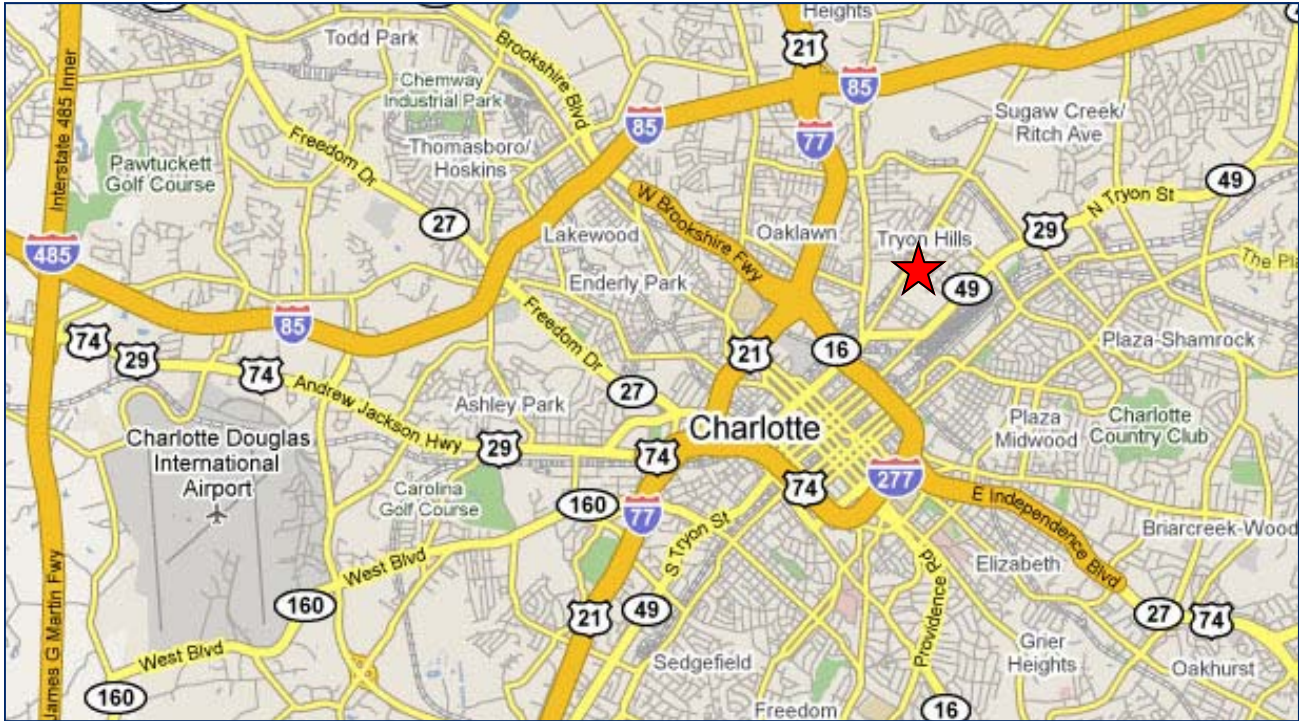 Heights
Todd Park
21
Brookshire Blvd
Chemway
Industrial Park
85
Interstate 485 Inner
Freedom Dr
85
77
Sugaw Creek/
Ritch Ave
Thomasboro/
Hoskins
Pawtuckett
Golf Course
49
N Tryon St
W Brookshire Fwy
27
29
Lakewood
Oaklawn
Tryon Hills
485
The Pla
Enderly Park
49
85
74
29
74
Freedom Dr
21
16
Plaza-Shamrock
Andrew Jackson Hwy
27
Ashley Park
Charlotte
Plaza
Midwood
Charlotte
Country Club
Charlotte Douglas
International
Airport
29
74
74
277
Carolina
Golf Course
160
77
E Independence Blvd
S Tryon St
Briarcreek-Wood
West Blvd
Elizabeth
Providence Rd
160
21
49
27
74
James G Martin Fwy
West Blvd
Grier
Heights
Sedgefield
Oakhurst
160
Freedom
16